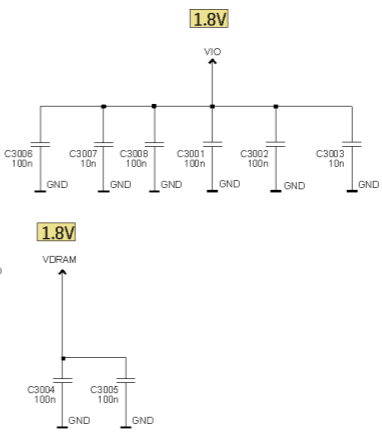 1.8V
VIO
C3006 C3007 C3008 C3001 C3002 C3003
100n 10n 100n 100n 100n 10n
GND GND GND GND GND GND
1.8V
VDRAM
C3004 C3005
100n 100n
GND GND